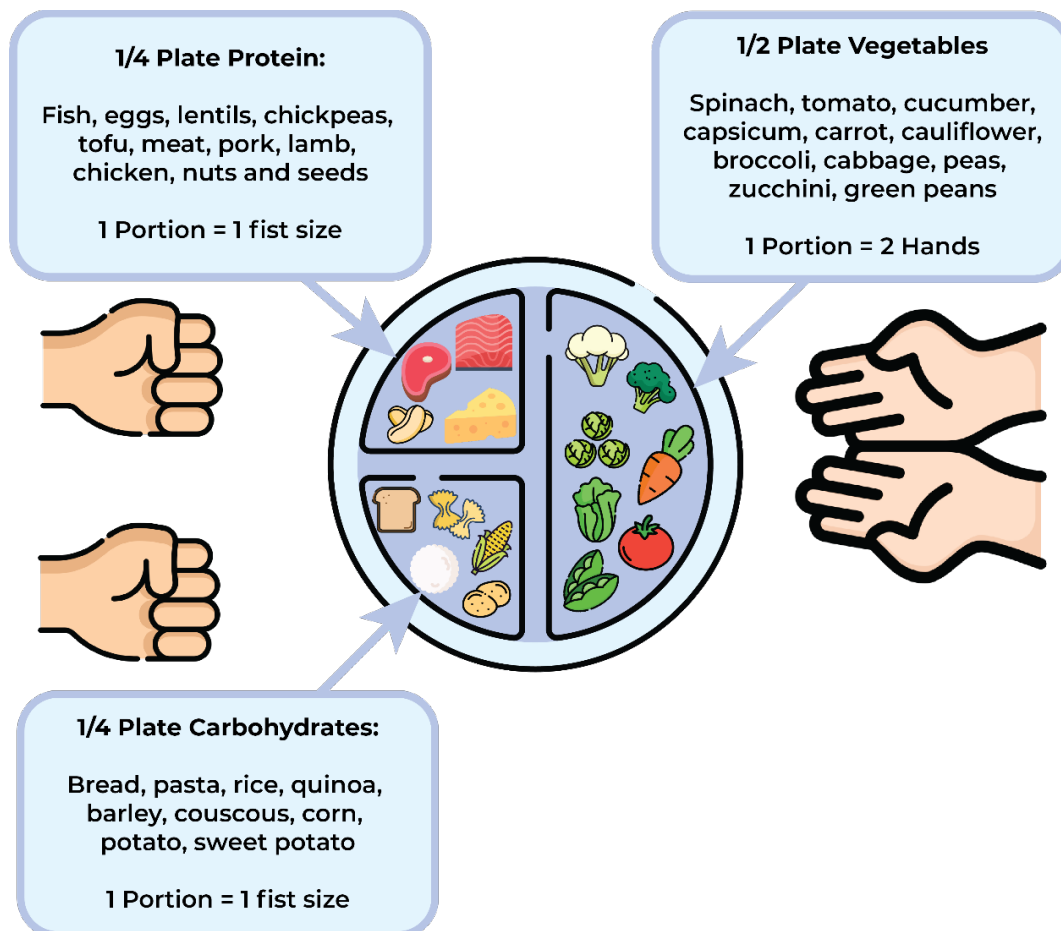 1/4 Plate Protein:
Fish, eggs, lentils, chickpeas,
tofu, meat, pork, lamb,
chicken, nuts and seeds
1 Portion = 1 fist size
1/2 Plate Vegetables
Spinach, tomato, cucumber,
capsicum, carrot, cauliflower,
broccoli, cabbage, peas,
zucchini, green peans
1 Portion = 2 Hands
1/4 Plate Carbohydrates:
Bread, pasta, rice, quinoa,
barley, couscous, corn,
potato, sweet potato
1 Portion = 1 fist size